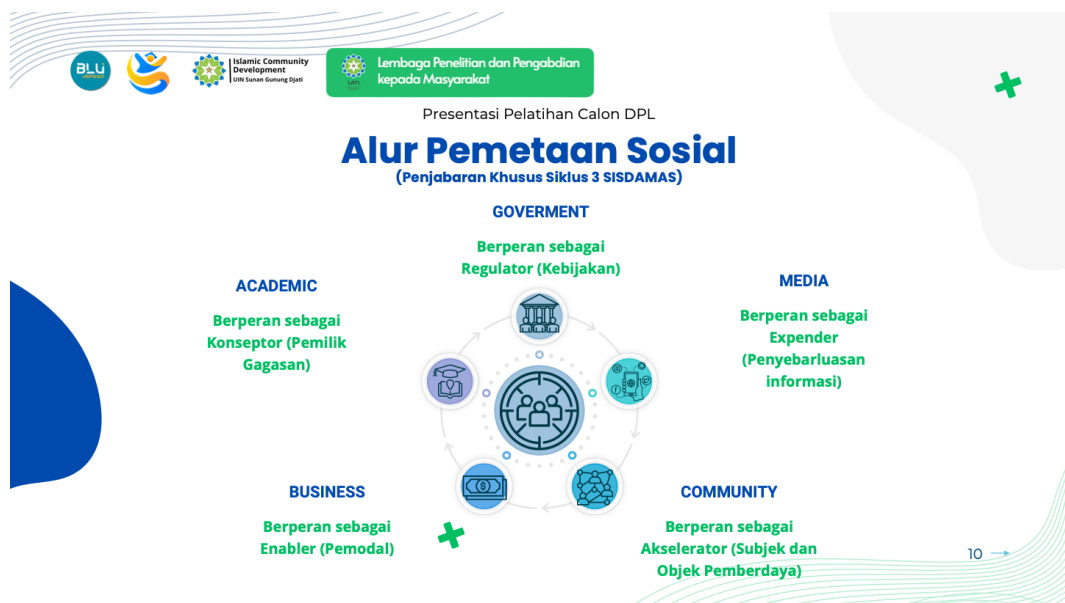 BLU
Islamic Community
Development
UIN Sunan Gunung Djati
uin
Lembaga Penelitian dan Pengabdian
kepada Masyarakat
Presentasi Pelatihan Calon DPL
Alur Pemetaan Sosial
(Penjabaran Khusus Siklus 3 SISDAMAS)
GOVERMENT
Berperan sebagai
Regulator (Kebijakan)
ACADEMIC
Berperan sebagai
Konseptor (Pemilik
Gagasan)
MEDIA
Berperan sebagai
Expender
(Penyebarluasan
informasi)
BUSINESS
Berperan sebagai
Enabler (Pemodal)
COMMUNITY
Berperan sebagai
Akselerator (Subjek dan
Objek Pemberdaya)
10